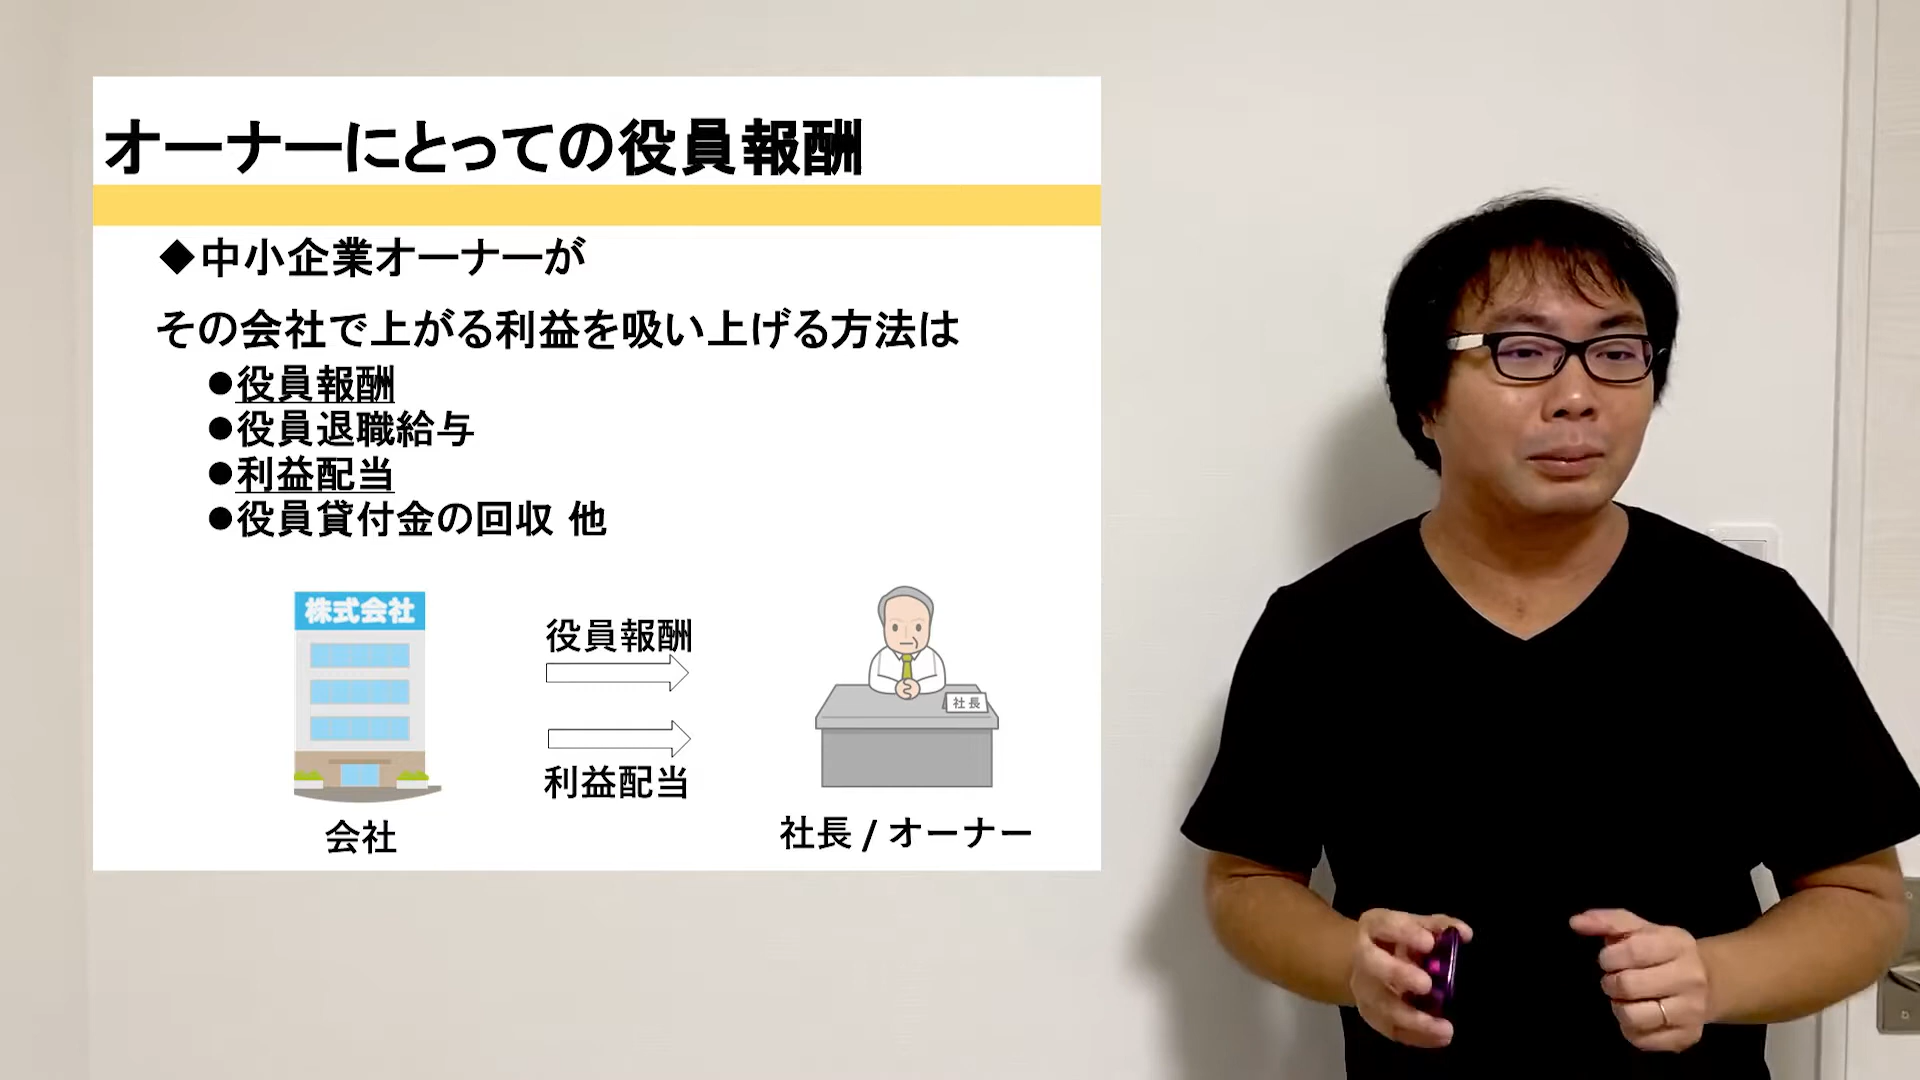 オーナーにとっての役員報酬
◆中小企業オーナーが
その会社で上がる利益を吸い上げる方法は
●役員報酬
●役員退職給与
●利益配当
●役員貸付金の回収 他
株式会社
役員報酬
社長
利益配当
会社
社長 / オーナー